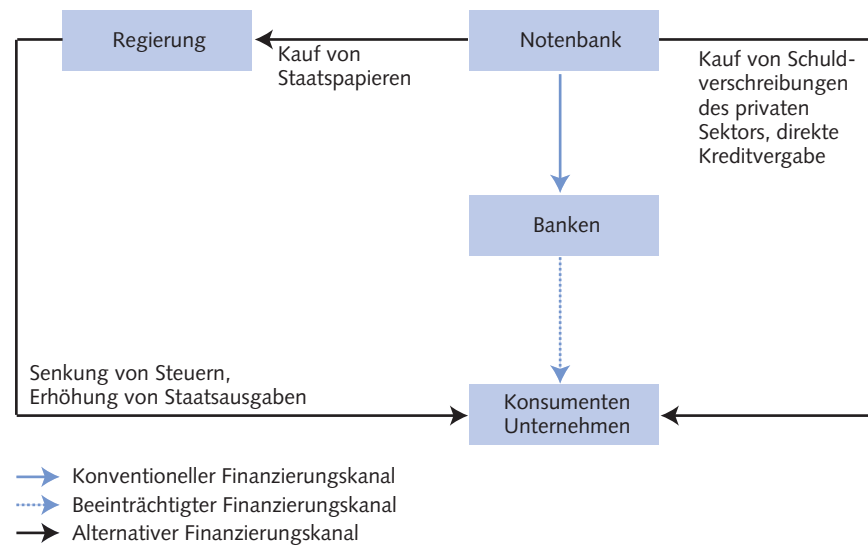 Regierung
Kauf von
Staatspapieren
Notenbank
Kauf von Schuld-
verschreibungen
des privaten
Sektors, direkte
Kreditvergabe
Banken
Senkung von Steuern,
Erhöhung von Staatsausgaben
Konsumenten
Unternehmen
Konventioneller Finanzierungskanal
Beeinträchtigter Finanzierungskanal
Alternativer Finanzierungskanal